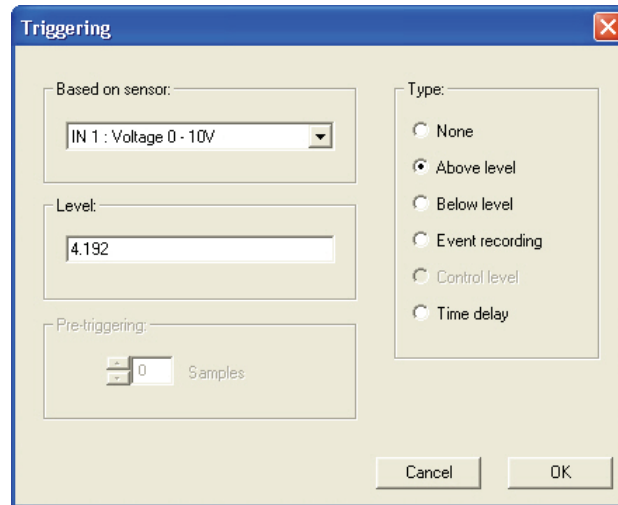 Triggering
Based on sensor:
IN 1 : Voltage 0 - 10V
Level:
4.192
Pre-triggering:
0 Samples
Type:
None
Above level
Below level
Event recording
Control level
Time delay
Cancel OK